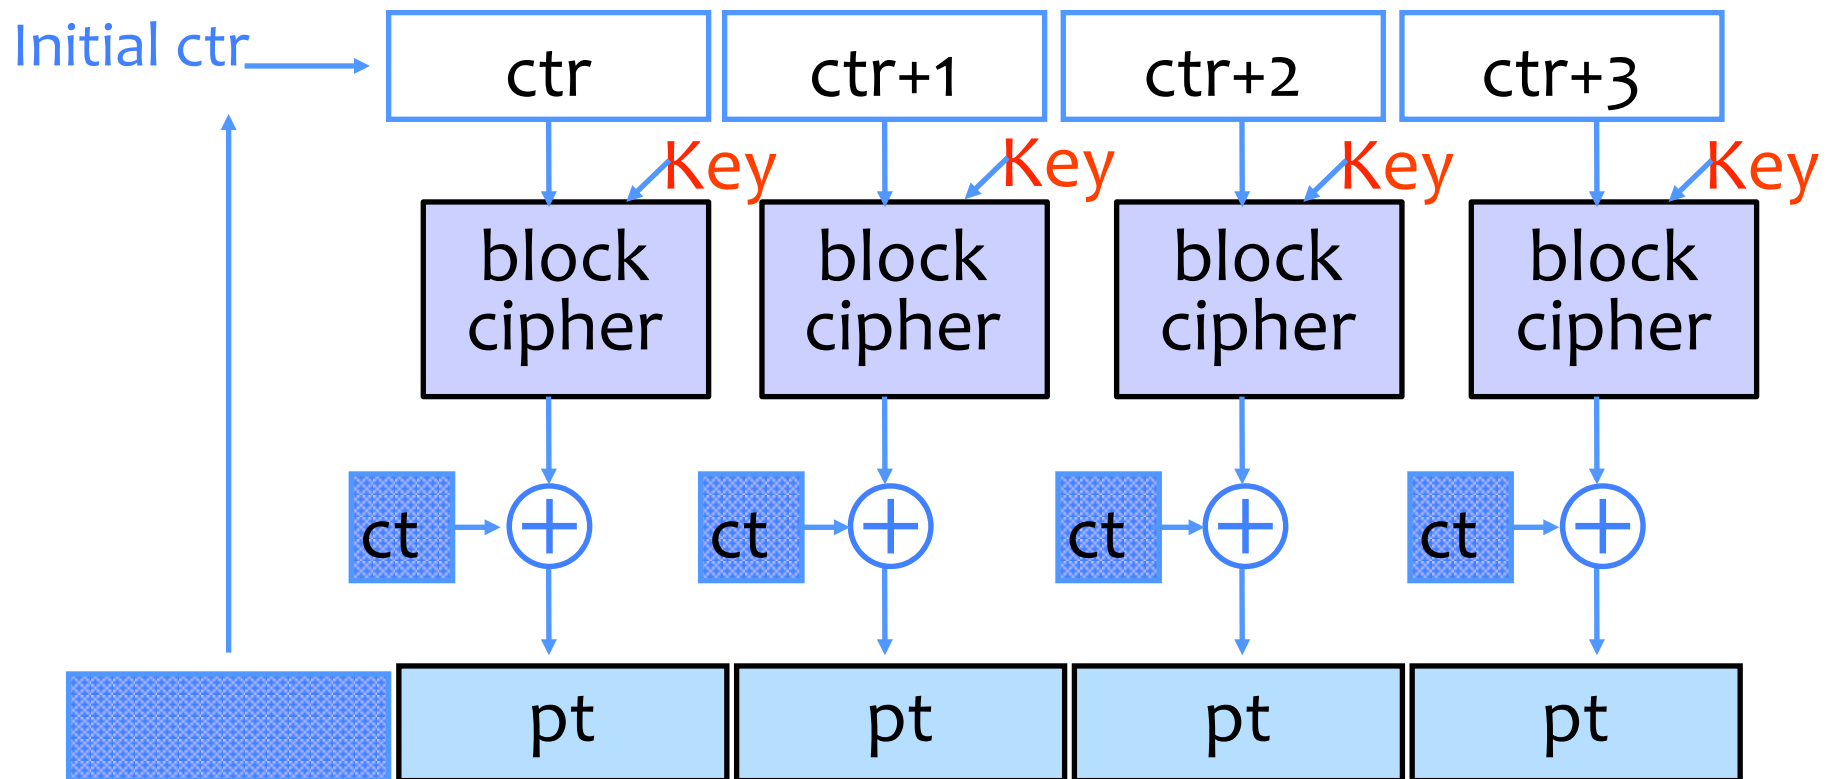 Initial ctr
ctr
ctr+1
ctr+2
ctr+3
Key
Key
Key
Key
block
cipher
block
cipher
block
cipher
block
cipher
ct
ct
ct
ct
pt
pt
pt
pt